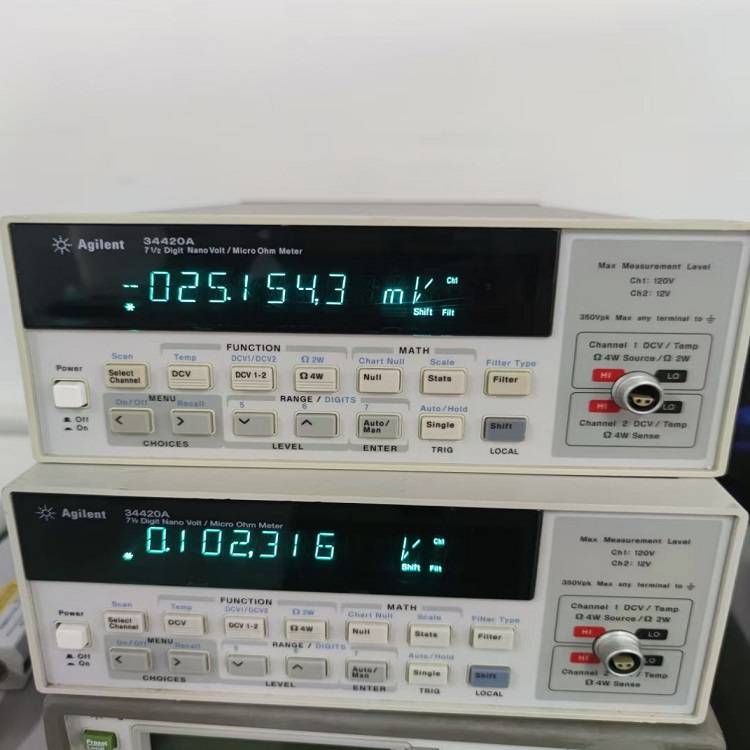 Agilent 34420A
7½ Digit NanoVolt / Micro Ohm Meter
-025.154,3 mV Ch1
* Shift Filt
Max Measurement Level
Ch1: 120V
Ch2: 12V
350Vpk Max any terminal to
Channel 1 DCV / Temp
Ω 4W Source / Ω 2W
HI LO
HI LO
Channel 2 DCV / Temp
Ω 4W Sense
FUNCTION MATH
Scan Temp DCV1/DCV2 Ω 2W Chart Null Scale Filter Type
Power Select Channel DCV DCV 1-2 Ω 4W Null Stats Filter
MENU RANGE / DIGITS
On/Off Recall 5 6 7 Auto/Hold
Off < > Auto/Man Single Shift
On
CHOICES LEVEL ENTER TRIG LOCAL
Agilent 34420A
7½ Digit Nano Volt / Micro Ohm Meter
0.102,316 V Ch1
* Shift Filt
Max Measurement Level
Ch1: 120V
Ch2: 12V
350Vpk Max any terminal to
Channel 1 DCV / Temp
Ω 4W Source / Ω 2W
HI LO
HI LO
Channel 2 DCV / Temp
Ω 4W Sense
FUNCTION MATH
Scan Temp DCV1/DCV2 Ω 2W Chart Null Scale Filter Type
Power Select Channel DCV DCV 1-2 Ω 4W Null Stats Filter
MENU RANGE / DIGITS
On/Off Recall 5 6 7 Auto/Hold
Off < > Auto/Man Single Shift
On
CHOICES LEVEL ENTER TRIG LOCAL
Preset